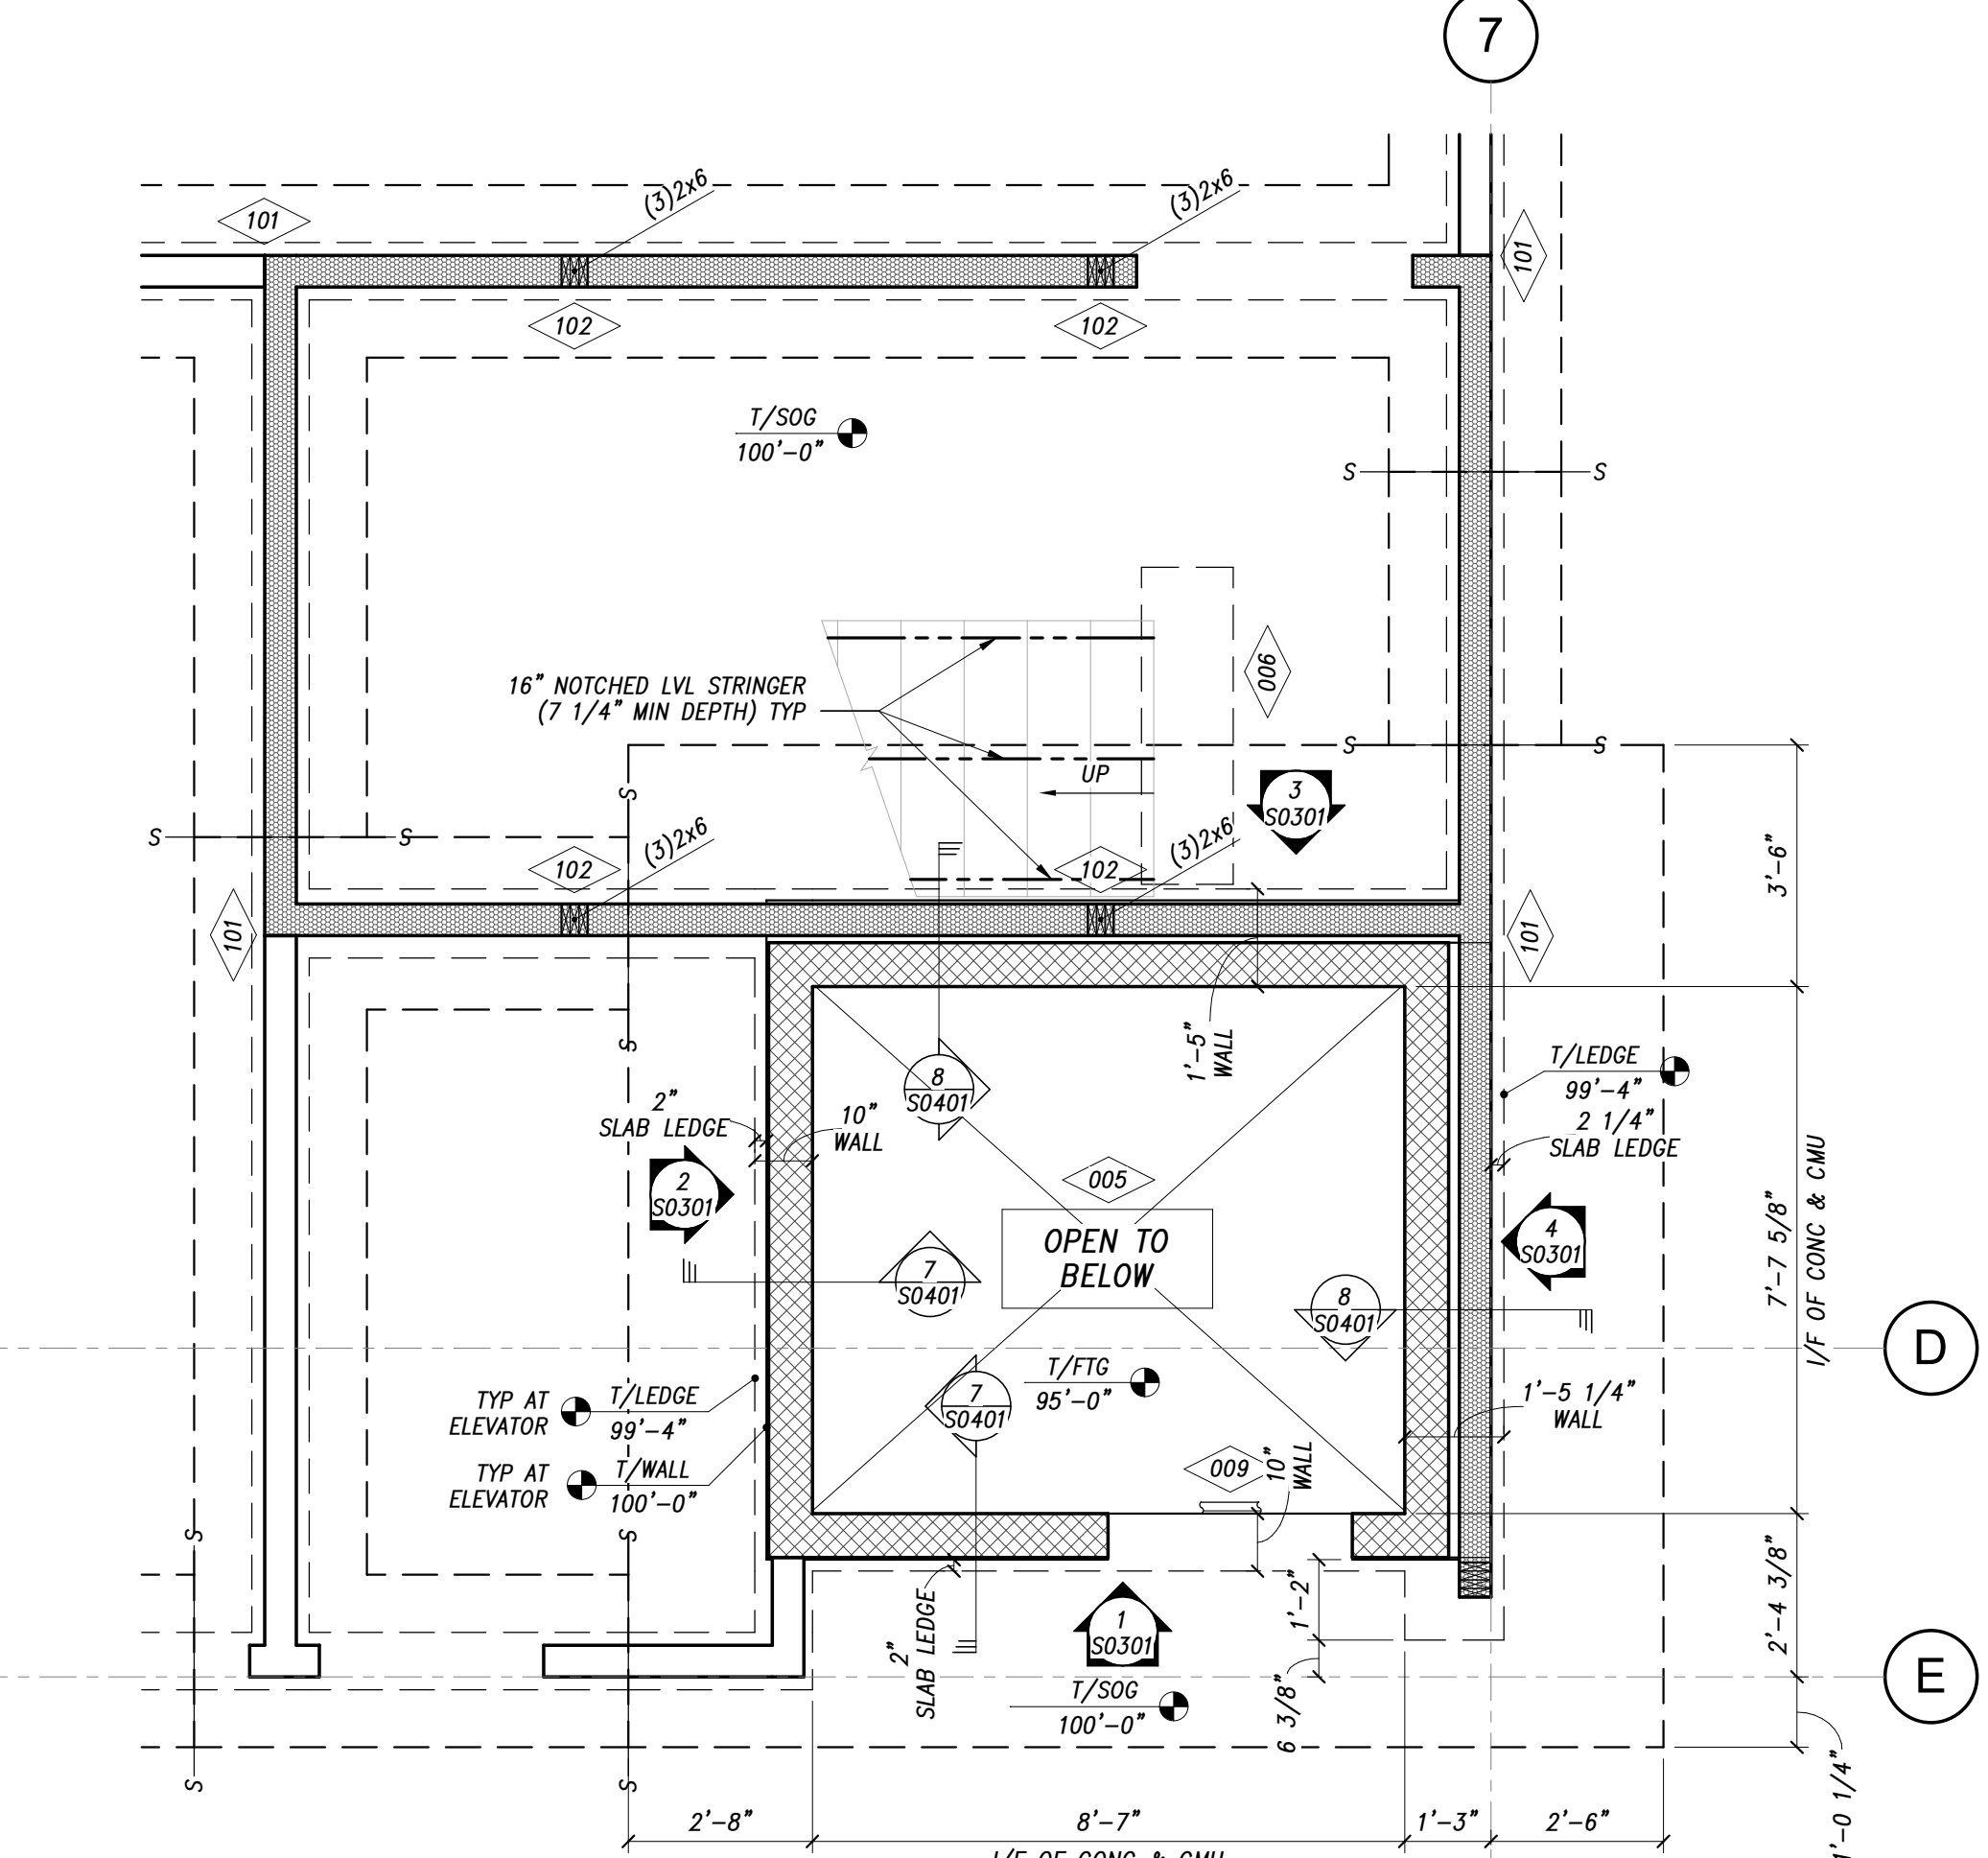 7
(3)2x6
(3)2x6
101
101
102
102
T/SOG
100'-0"
S
S
006
16" NOTCHED LVL STRINGER
(7 1/4" MIN DEPTH) TYP
S
S
UP
3
S0301
S
(3)2x6
(3)2x6
S
S
102
102
3'-6"
101
101
S
1'-5"
WALL
T/LEDGE
99'-4"
2 1/4"
SLAB LEDGE
8
S0401
2"
SLAB LEDGE
10"
WALL
005
2
S0301
OPEN TO
BELOW
4
S0301
7'-7 5/8"
I/F OF CONC & CMU
7
S0401
8
S0401
D
T/FTG
95'-0"
7
S0401
1'-5 1/4"
WALL
TYP AT
ELEVATOR
T/LEDGE
99'-4"
TYP AT
ELEVATOR
T/WALL
100'-0"
009
10"
WALL
S
S
2"
SLAB LEDGE
1
S0301
1'-2"
2'-4 3/8"
E
6 3/8"
T/SOG
100'-0"
S
S
1'-0 1/4"
2'-8"
8'-7"
1'-3"
2'-6"
I/F OF CONC & CMU